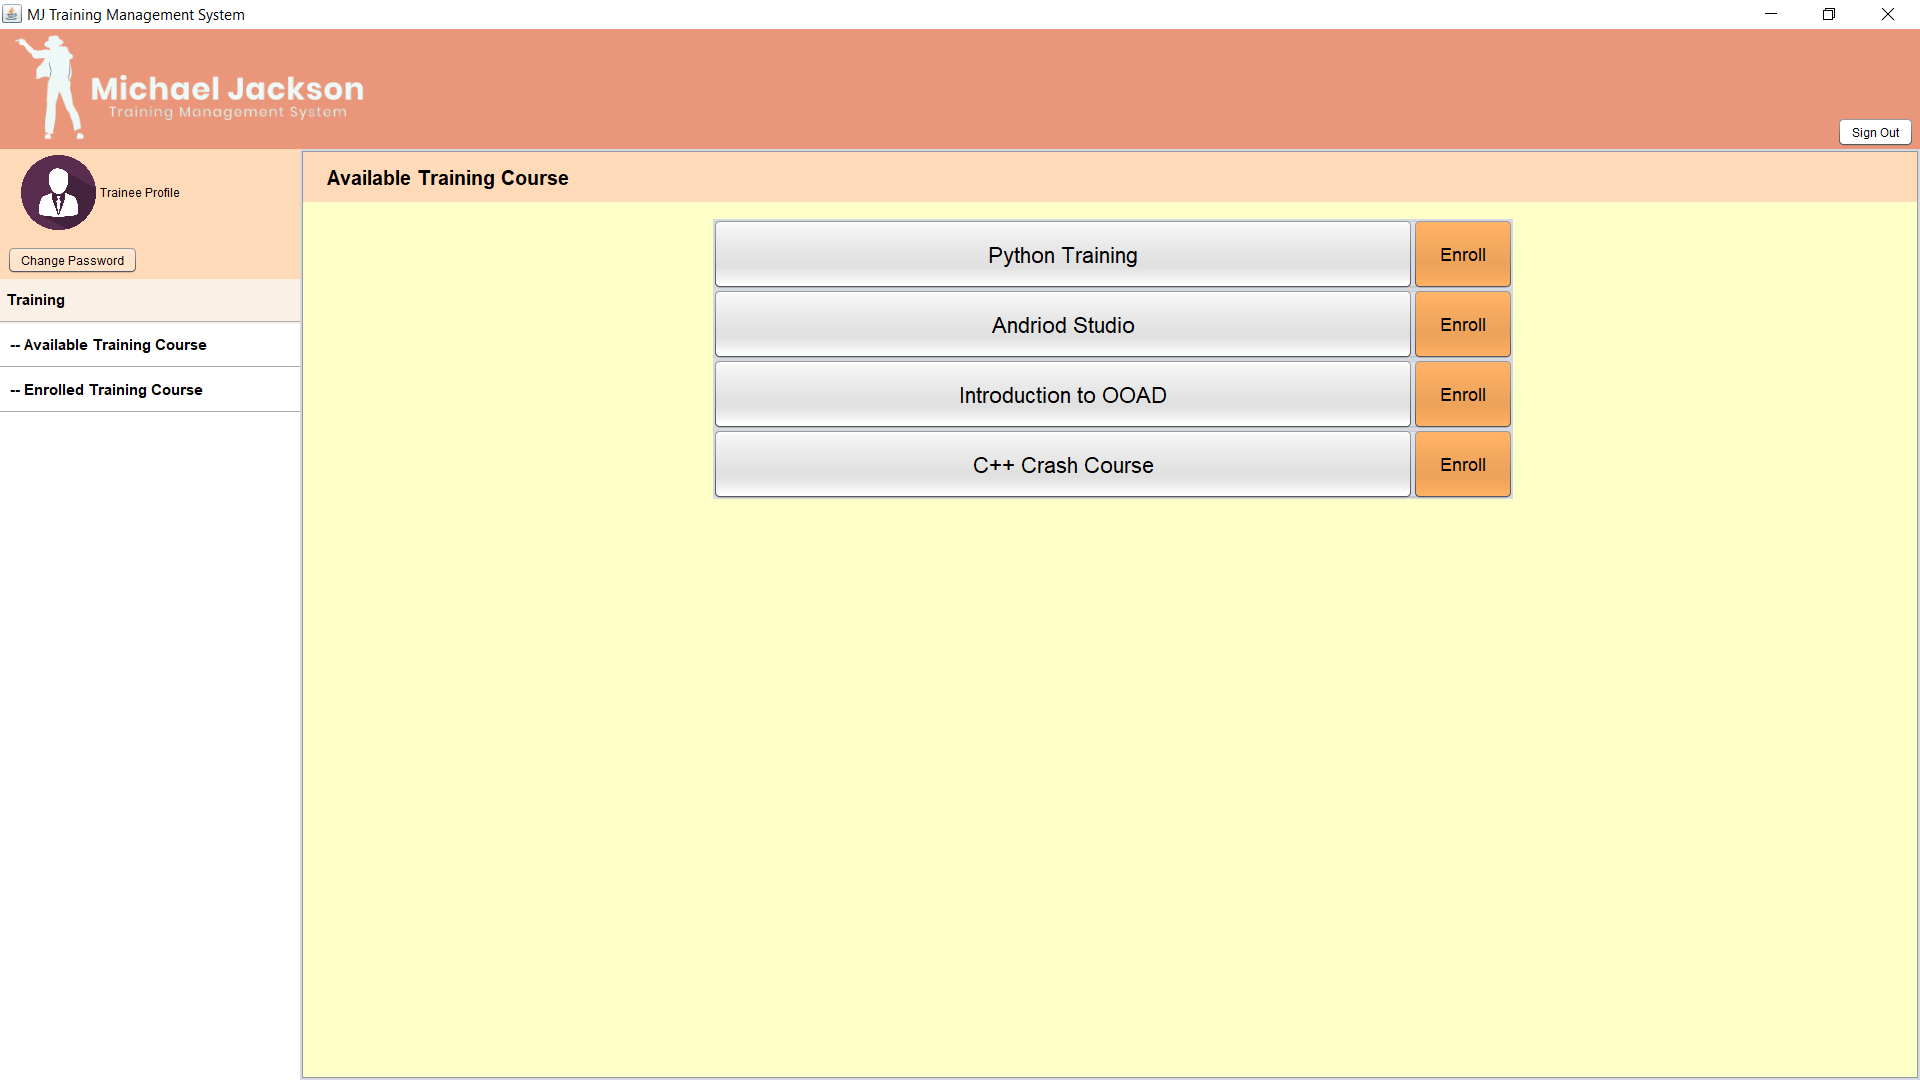 MJ Training Management System
Michael Jackson
Training Management System
Sign Out
Trainee Profile
Change Password
Training
-- Available Training Course
-- Enrolled Training Course
Available Training Course
Python Training Enroll
Andriod Studio Enroll
Introduction to OOAD Enroll
C++ Crash Course Enroll